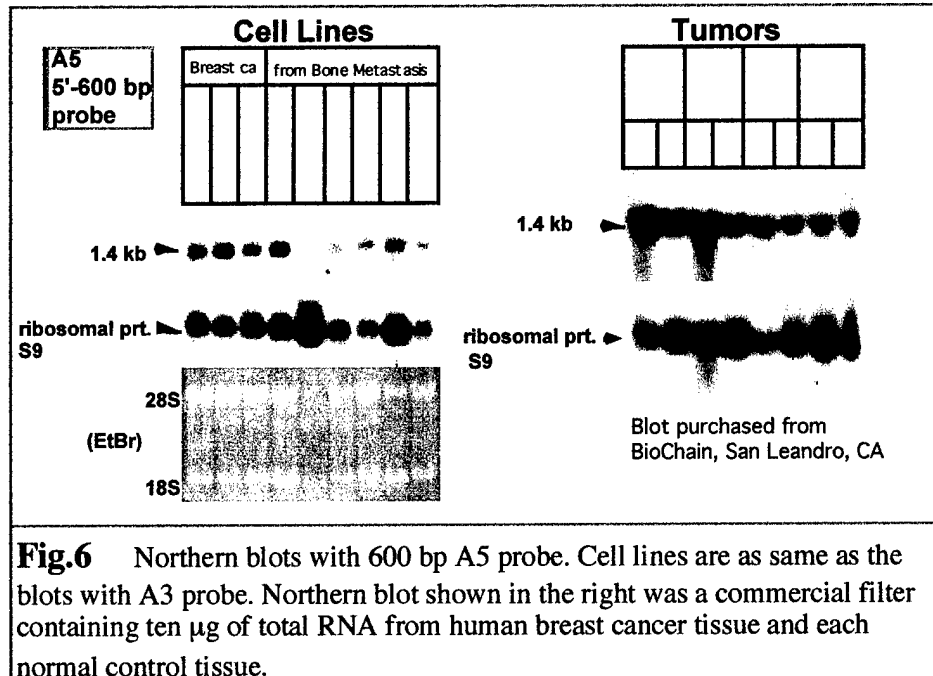 Cell Lines
Tumors
A5
5'-600 bp
probe
Breast ca
from Bone Metastasis
1.4 kb
1.4 kb
ribosomal prt.
S9
ribosomal prt.
S9
28S
(EtBr)
18S
Blot purchased from
BioChain, San Leandro, CA
Fig.6 Northern blots with 600 bp A5 probe. Cell lines are as same as the
blots with A3 probe. Northern blot shown in the right was a commercial filter
containing ten μg of total RNA from human breast cancer tissue and each
normal control tissue.